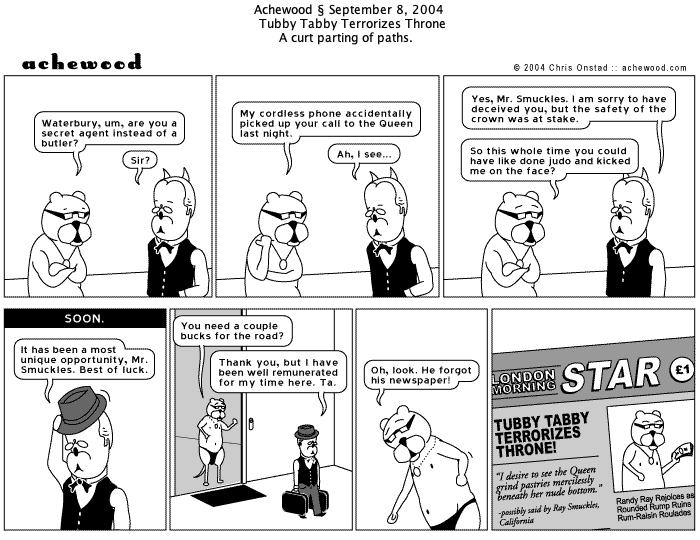 Achewood § September 8, 2004
Tubby Tabby Terrorizes Throne
A curt parting of paths.
achewood
© 2004 Chris Onstad :: achewood.com
Waterbury, um, are you a
secret agent instead of a
butler?
Sir?
My cordless phone accidentally
picked up your call to the Queen
last night.
Ah, I see...
Yes, Mr. Smuckles. I am sorry to have
deceived you, but the safety of the
crown was at stake.
So this whole time you could
have like done judo and kicked
me on the face?
SOON.
It has been a most
unique opportunity, Mr.
Smuckles. Best of luck.
You need a couple
bucks for the road?
Thank you, but I have
been well remunerated
for my time here. Ta.
Oh, look. He forgot
his newspaper!
LONDON
MORNING
STAR
£1
TUBBY TABBY
TERRORIZES
THRONE!
"I desire to see the Queen
grind pastries mercilessly
beneath her nude bottom."
-possibly said by Ray Smuckles,
California
Randy Ray Rejoices as
Rounded Rump Ruins
Rum-Raisin Roulades